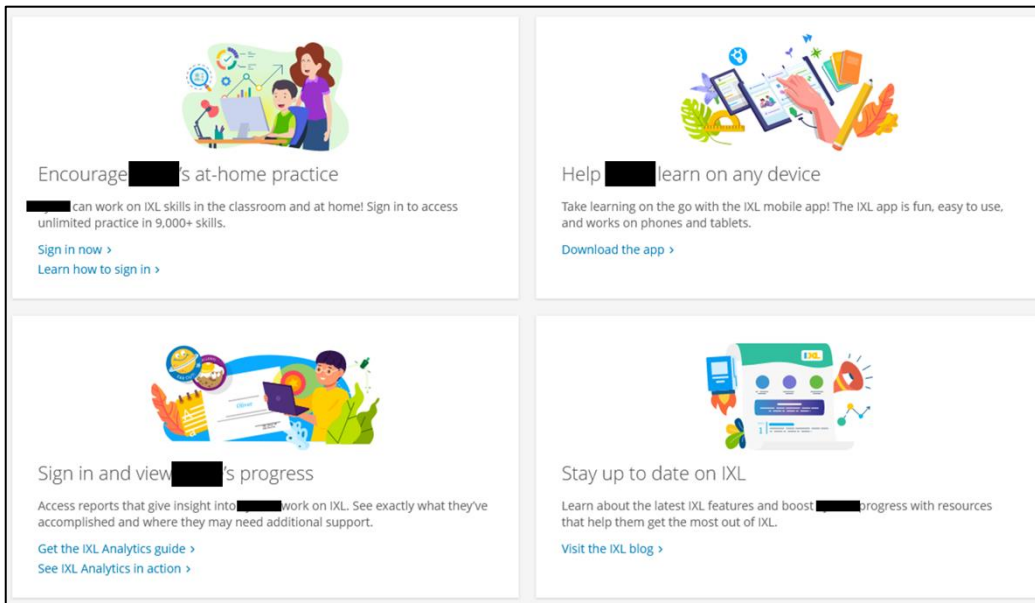 Encourage 's at-home practice
can work on IXL skills in the classroom and at home! Sign in to access
unlimited practice in 9,000+ skills.
Sign in now >
Learn how to sign in >
Help learn on any device
Take learning on the go with the IXL mobile app! The IXL app is fun, easy to use,
and works on phones and tablets.
Download the app >
Sign in and view 's progress
Access reports that give insight into work on IXL. See exactly what they've
accomplished and where they may need additional support.
Get the IXL Analytics guide >
See IXL Analytics in action >
IXL
Stay up to date on IXL
Learn about the latest IXL features and boost progress with resources
that help them get the most out of IXL.
Visit the IXL blog >